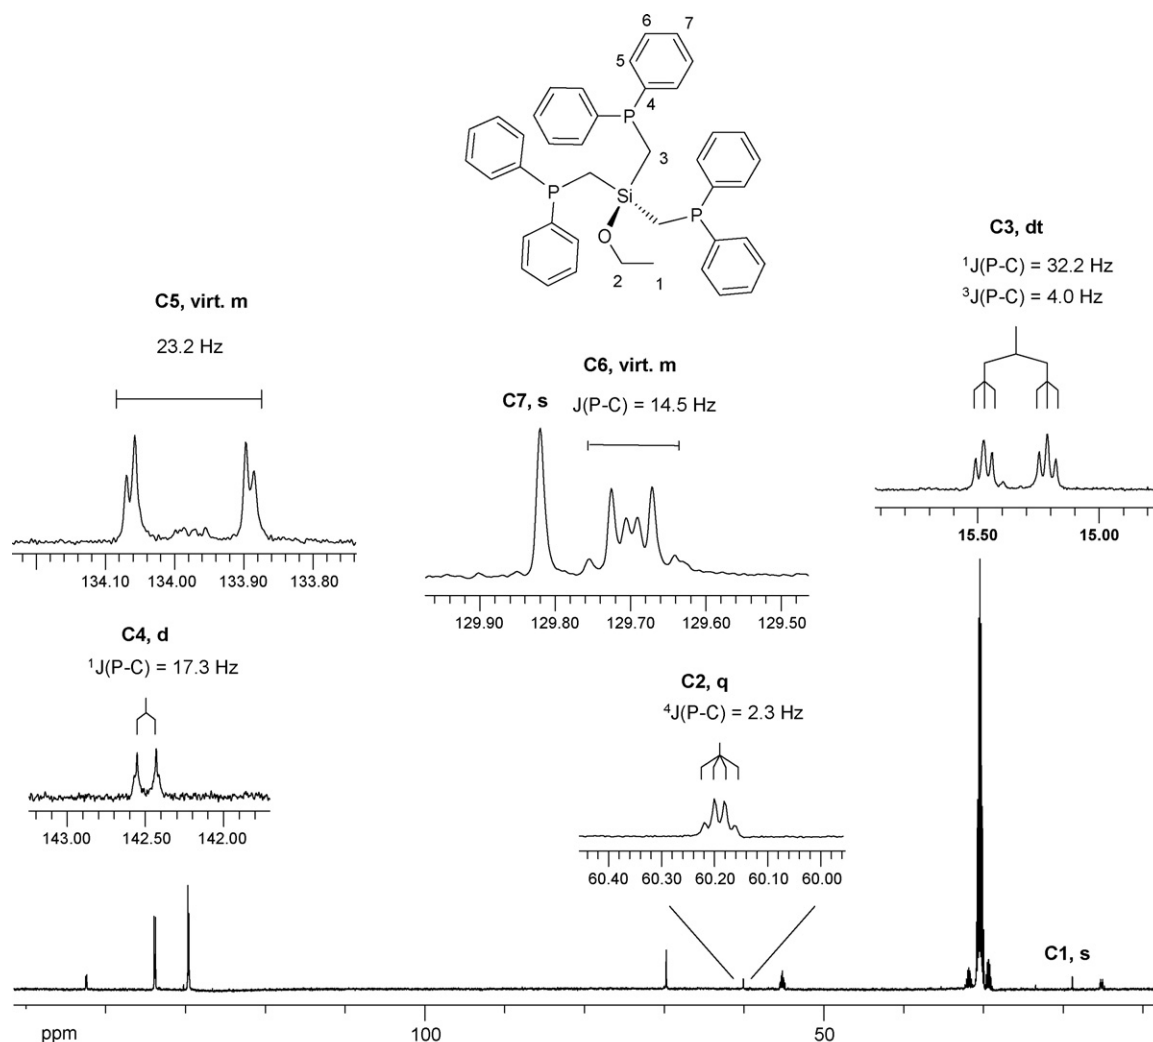 6
7
5
4
P
3
P
Si
P
O
2
1
C3, dt
¹J(P-C) = 32.2 Hz
³J(P-C) = 4.0 Hz
15.50
15.00
C5, virt. m
23.2 Hz
134.10
134.00
133.90
133.80
C6, virt. m
C7, s
J(P-C) = 14.5 Hz
129.90
129.80
129.70
129.60
129.50
C4, d
¹J(P-C) = 17.3 Hz
143.00
142.50
142.00
C2, q
⁴J(P-C) = 2.3 Hz
60.40
60.30
60.20
60.10
60.00
C1, s
ppm
100
50